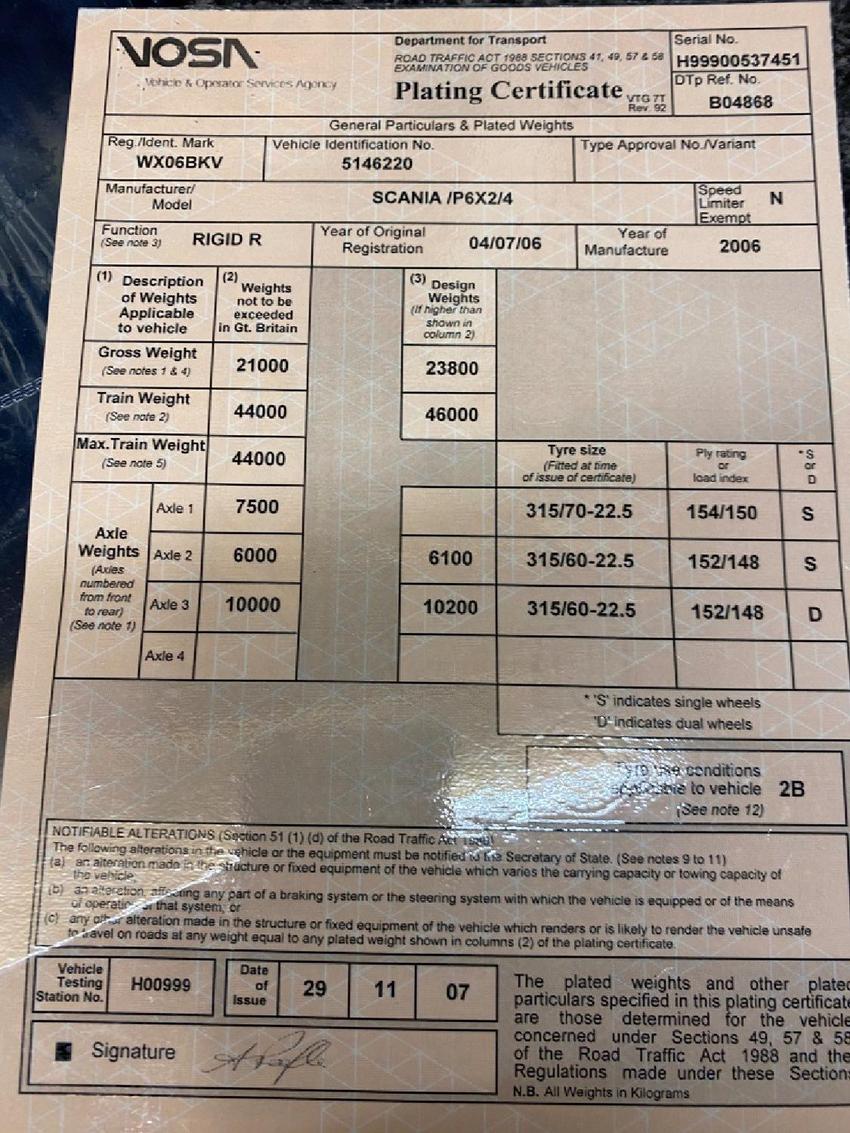 VOSA
Vehicle & Operator Services Agency
Department for Transport
ROAD TRAFFIC ACT 1988 SECTIONS 41, 49, 57 & 58
EXAMINATION OF GOODS VEHICLES
Plating Certificate VTG 7T
Rev. 92
Serial No.
H99900537451
DTp Ref. No.
B04868
General Particulars & Plated Weights
Reg./Ident. Mark
WX06BKV
Vehicle Identification No.
5146220
Type Approval No./Variant
Manufacturer/
Model
SCANIA /P6X2/4
Speed
Limiter
Exempt
N
Function
(See note 3)
RIGID R
Year of Original
Registration
04/07/06
Year of
Manufacture
2006
(1) Description
of Weights
Applicable
to vehicle
(2) Weights
not to be
exceeded
in Gt. Britain
(3) Design
Weights
(if higher than
shown in
column 2)
Gross Weight
(See notes 1 & 4)
21000
23800
Train Weight
(See note 2)
44000
46000
Max.Train Weight
(See note 5)
44000
Tyre size
(Fitted at time
of issue of certificate)
Ply rating
or
load index
*S
or
D
Axle
Weights
(Axles
numbered
from front
to rear)
(See note 1)
Axle 1
7500
315/70-22.5
154/150
S
Axle 2
6000
6100
315/60-22.5
152/148
S
Axle 3
10000
10200
315/60-22.5
152/148
D
Axle 4
* 'S' indicates single wheels
'D' indicates dual wheels
Tyre use conditions
applicable to vehicle
(See note 12)
2B
NOTIFIABLE ALTERATIONS (Section 51 (1) (d) of the Road Traffic Act 1988)
The following alterations in the vehicle or the equipment must be notified to the Secretary of State. (See notes 9 to 11)
(a) an alteration made in the structure or fixed equipment of the vehicle which varies the carrying capacity or towing capacity of
the vehicle;
(b) an alteration, affecting any part of a braking system or the steering system with which the vehicle is equipped or of the means
of operation of that system; or
(c) any other alteration made in the structure or fixed equipment of the vehicle which renders or is likely to render the vehicle unsafe
to travel on roads at any weight equal to any plated weight shown in columns (2) of the plating certificate.
Vehicle
Testing
Station No.
H00999
Date
of
Issue
29
11
07
Signature
The plated weights and other plated
particulars specified in this plating certificate
are those determined for the vehicle
concerned under Sections 49, 57 & 58
of the Road Traffic Act 1988 and the
Regulations made under these Section
N.B. All Weights in Kilograms